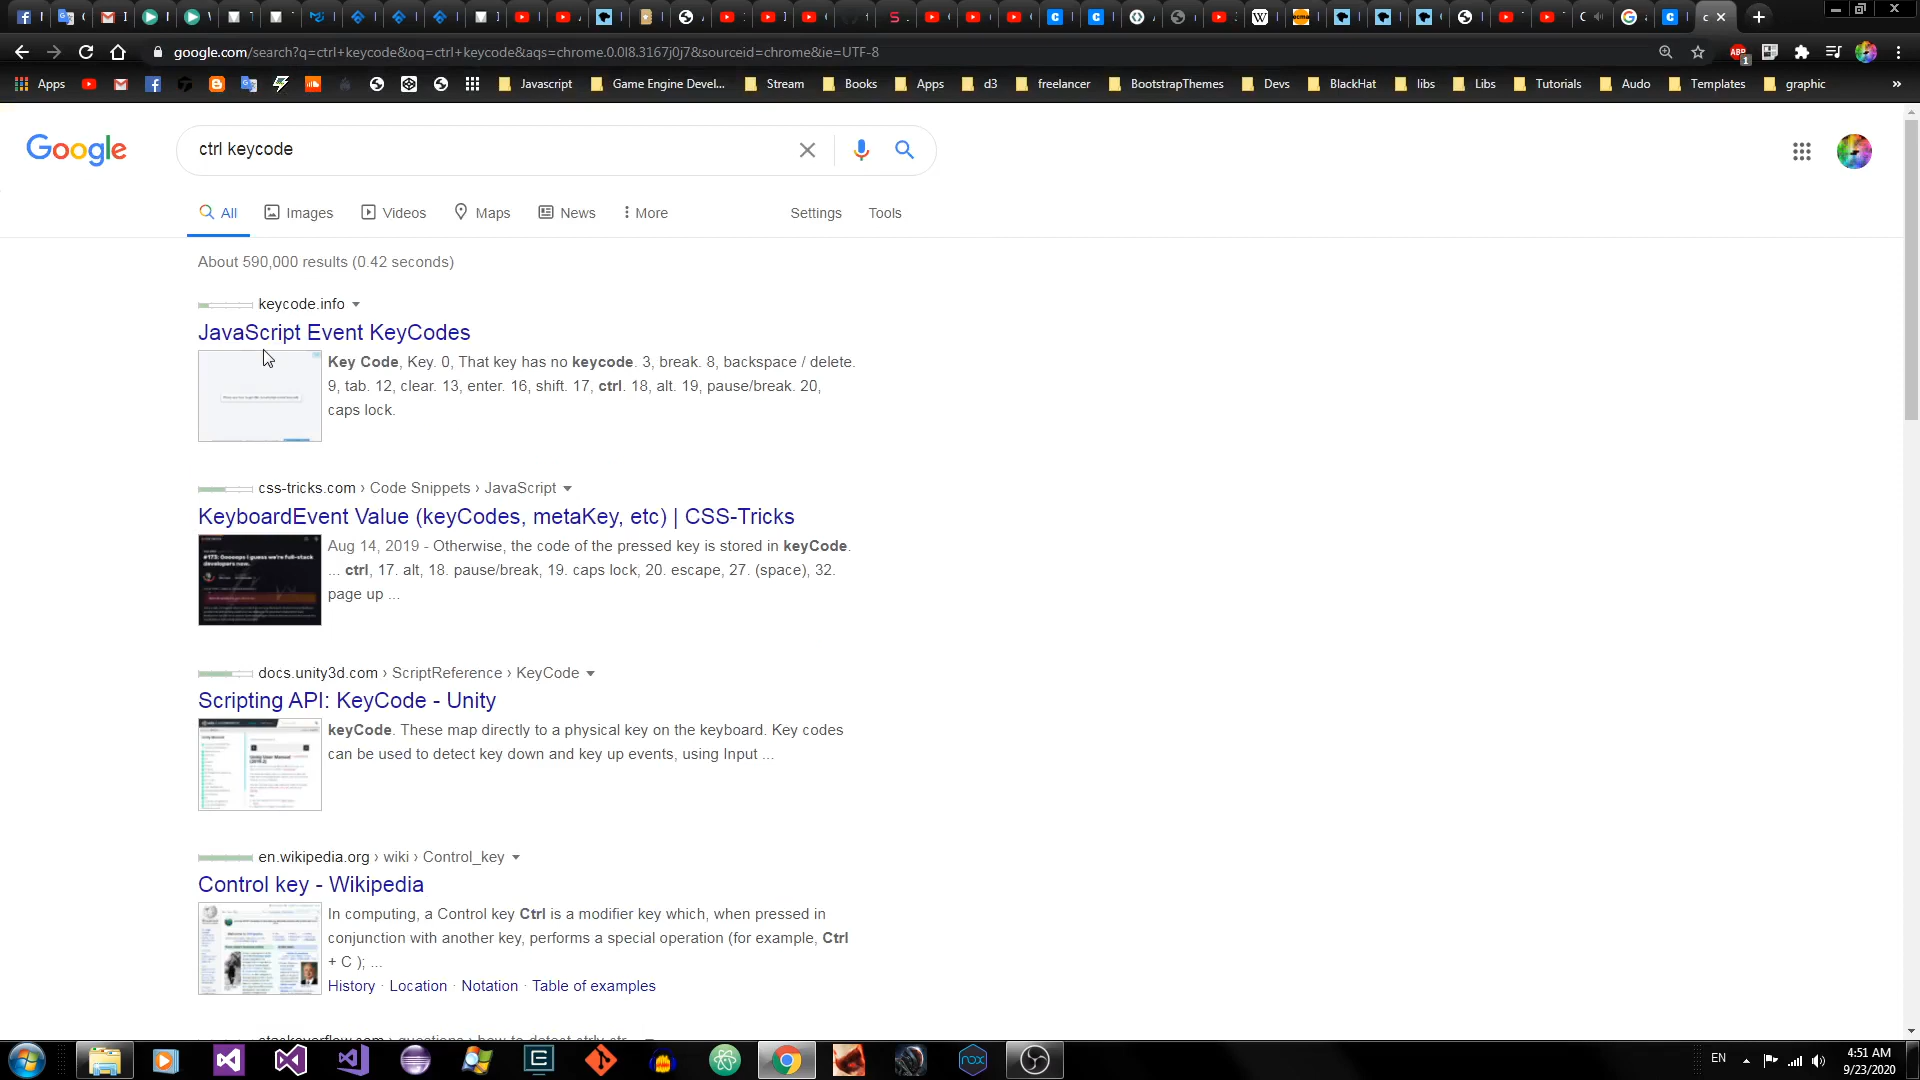 google.com/search?q=ctrl+keycode&oq=ctrl+keycode&aqs=chrome.0.0l8.3167j0j7&sourceid=chrome&ie=UTF-8
Apps Javascript Game Engine Devel... Stream Books Apps d3 freelancer BootstrapThemes Devs BlackHat libs Libs Tutorials Audo Templates graphic »
Google
ctrl keycode
All Images Videos Maps News More Settings Tools
About 590,000 results (0.42 seconds)
keycode.info
JavaScript Event KeyCodes
Key Code, Key. 0, That key has no keycode. 3, break. 8, backspace / delete.
9, tab. 12, clear. 13, enter. 16, shift. 17, ctrl. 18, alt. 19, pause/break. 20,
caps lock.
css-tricks.com › Code Snippets › JavaScript
KeyboardEvent Value (keyCodes, metaKey, etc) | CSS-Tricks
Aug 14, 2019 - Otherwise, the code of the pressed key is stored in keyCode.
... ctrl, 17. alt, 18. pause/break, 19. caps lock, 20. escape, 27. (space), 32.
page up ...
docs.unity3d.com › ScriptReference › KeyCode
Scripting API: KeyCode - Unity
keyCode. These map directly to a physical key on the keyboard. Key codes
can be used to detect key down and key up events, using Input ...
en.wikipedia.org › wiki › Control_key
Control key - Wikipedia
In computing, a Control key Ctrl is a modifier key which, when pressed in
conjunction with another key, performs a special operation (for example, Ctrl
+ C ); ...
History · Location · Notation · Table of examples
EN
4:51 AM
9/23/2020